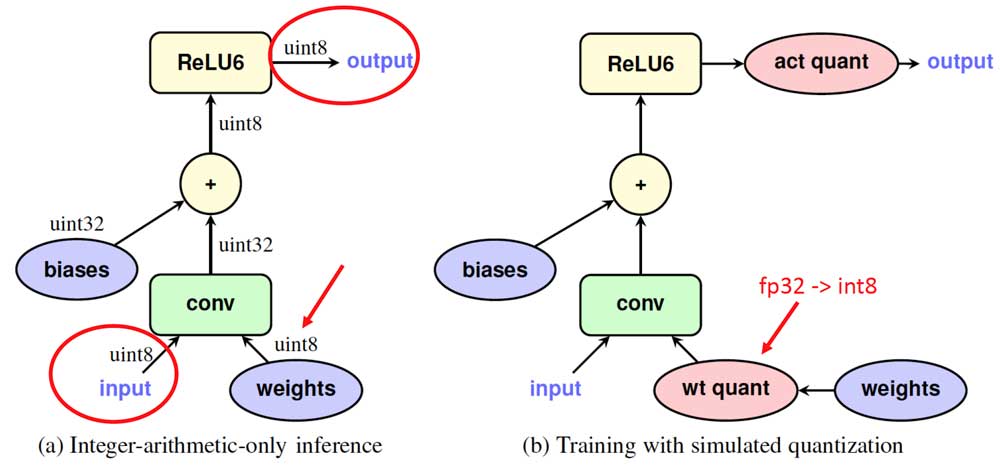 ReLU6
uint8
output
uint8
+
uint32
biases
uint32
conv
uint8
uint8
input
weights
(a) Integer-arithmetic-only inference
ReLU6
act quant
output
+
biases
conv
fp32 -> int8
input
wt quant
weights
(b) Training with simulated quantization